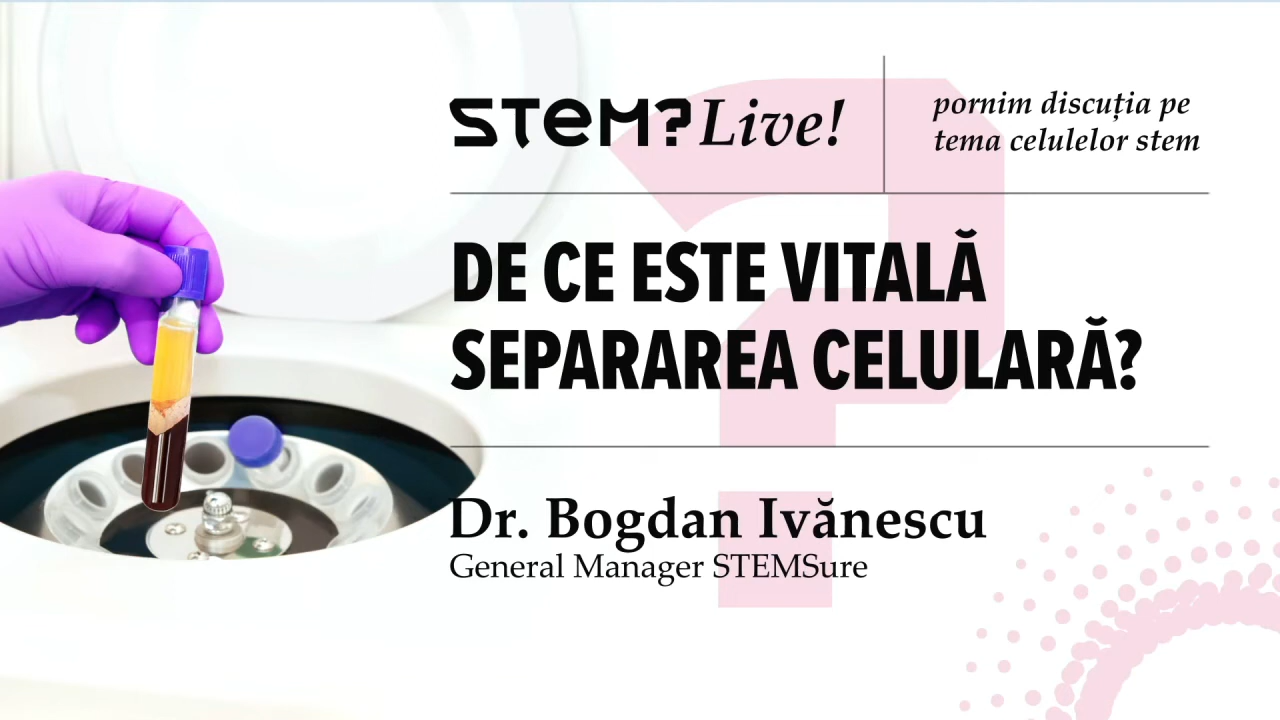 STEM? Live!
pornim discuția pe
tema celulelor stem
DE CE ESTE VITALĂ
SEPARAREA CELULARĂ?
Dr. Bogdan Ivănescu
General Manager STEMSure